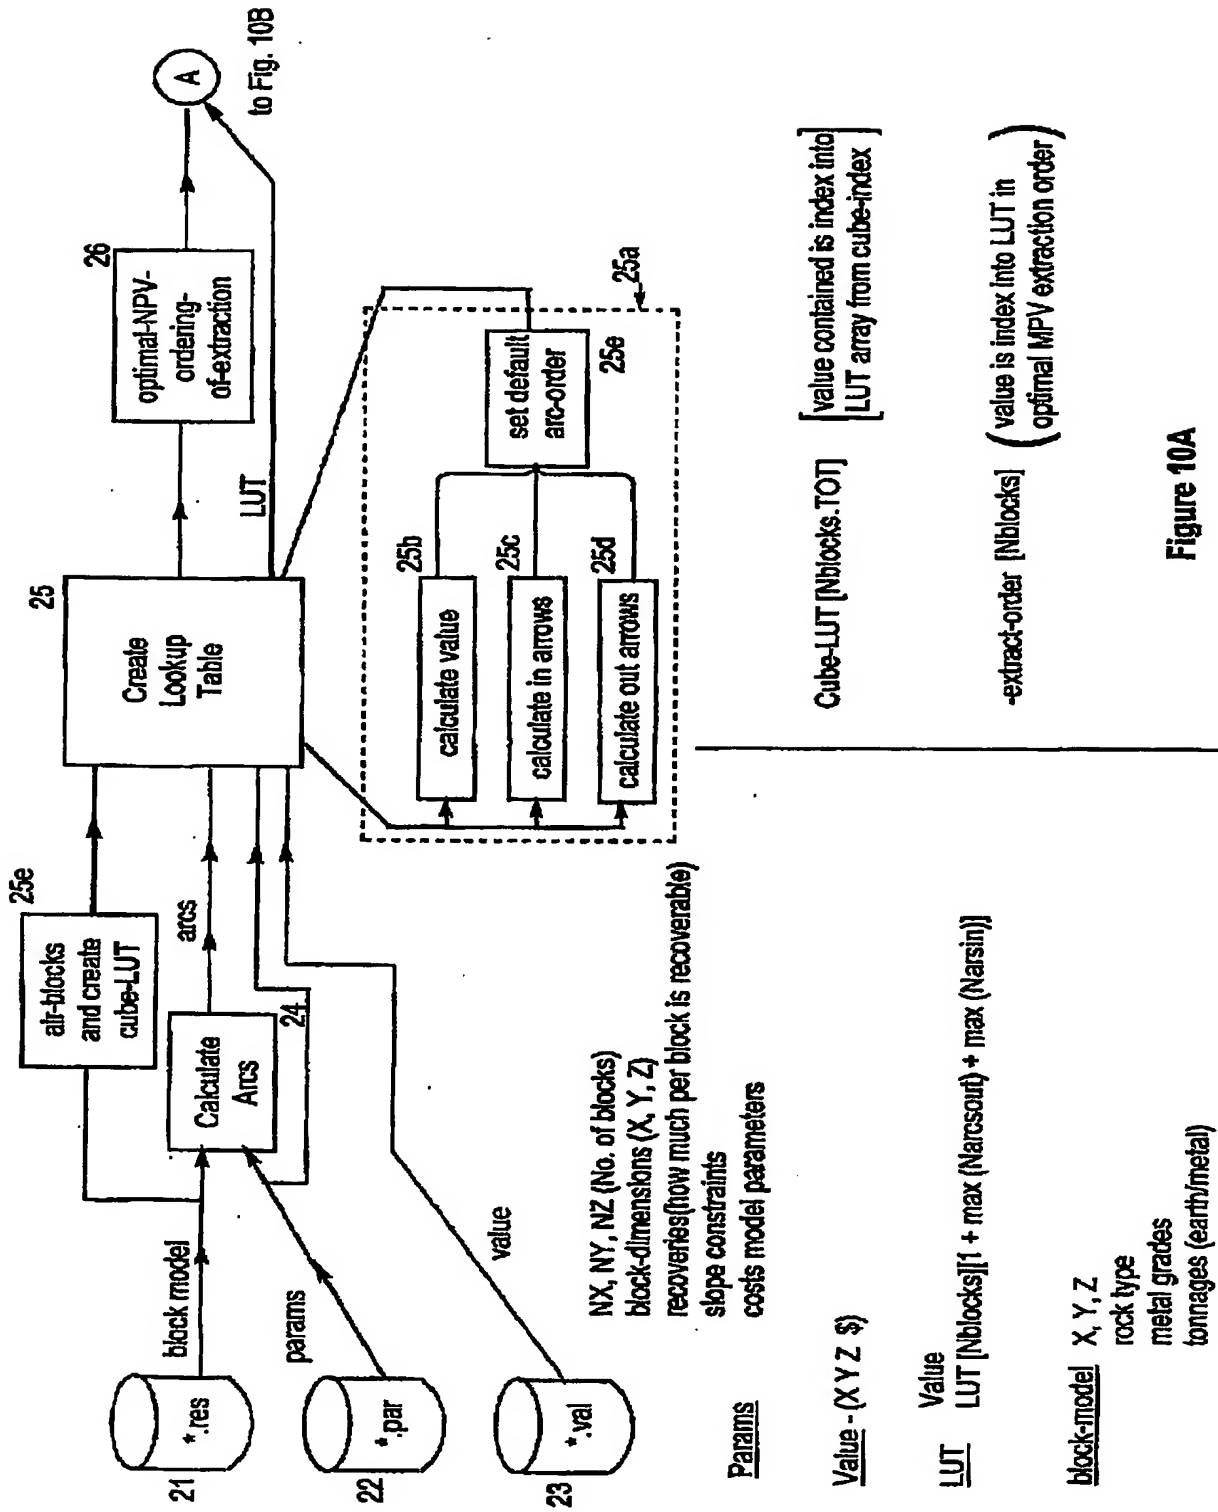 21
*.res
block model
22
*.par
params
23
*.val
value
25e
air-blocks
and create
cube-LUT
Calculate
Arcs
24
arcs
25
Create
Lookup
Table
26
optimal-NPV-
ordering-
of-extraction
LUT
A
to Fig. 10B
25a
25b
calculate value
25c
calculate in arrows
25d
calculate out arrows
set default
arc-order
25e
Params
NX, NY, NZ (No. of blocks)
block-dimensions (X, Y, Z)
recoveries(how much per block is recoverable)
slope constraints
costs model parameters
Value - (X Y Z $)
LUT
Value
LUT [Nblocks][1 + max (Narcsout) + max (Narsin)]
block-model
X, Y, Z
rock type
metal grades
tonnages (earth/metal)
Cube-LUT [Nblocks.TOT]
[value contained is index into
LUT array from cube-index]
-extract-order [Nblocks]
(value is index into LUT in
optimal MPV extraction order)
Figure 10A